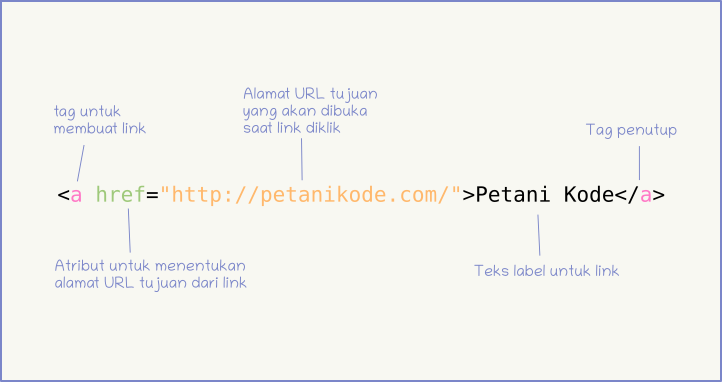 Alamat URL tujuan
yang akan dibuka
saat link diklik
tag untuk
membuat link
Tag penutup
<a href="http://petanikode.com/">Petani Kode</a>
Atribut untuk menentukan
alamat URL tujuan dari link
Teks label untuk link